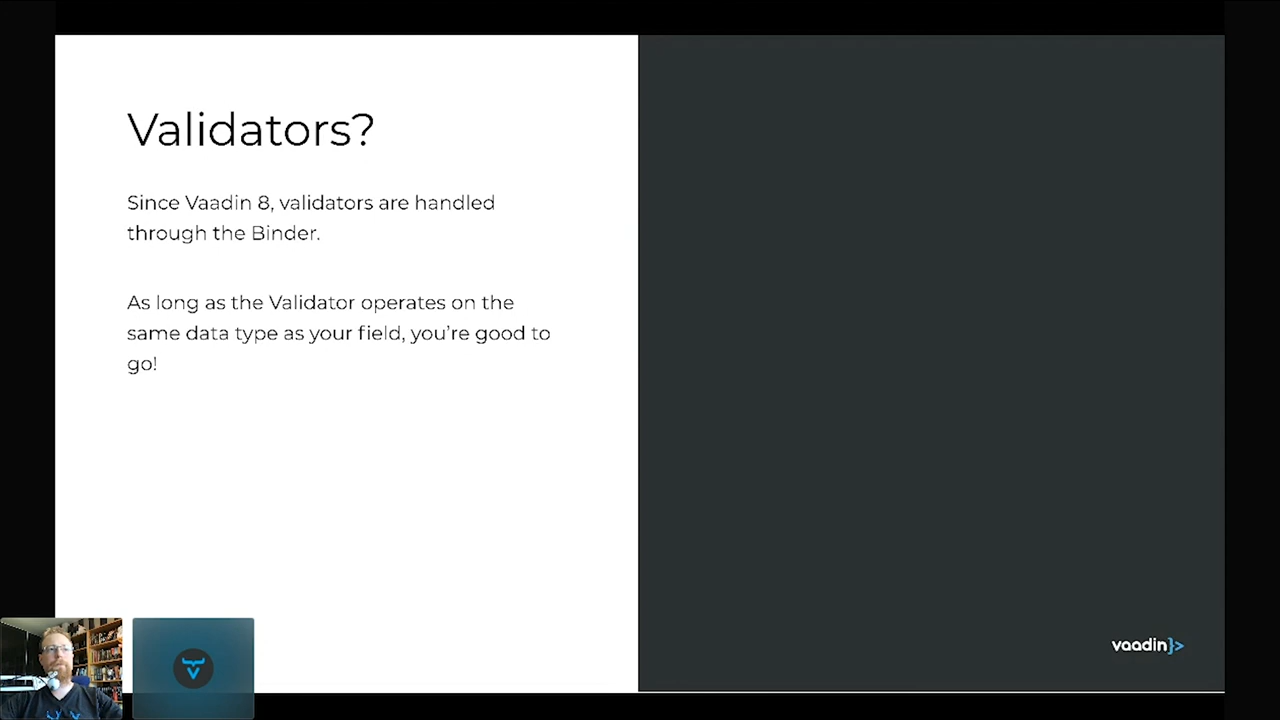 Validators?
Since Vaadin 8, validators are handled
through the Binder.
As long as the Validator operates on the
same data type as your field, you're good to
go!
vaadin}>